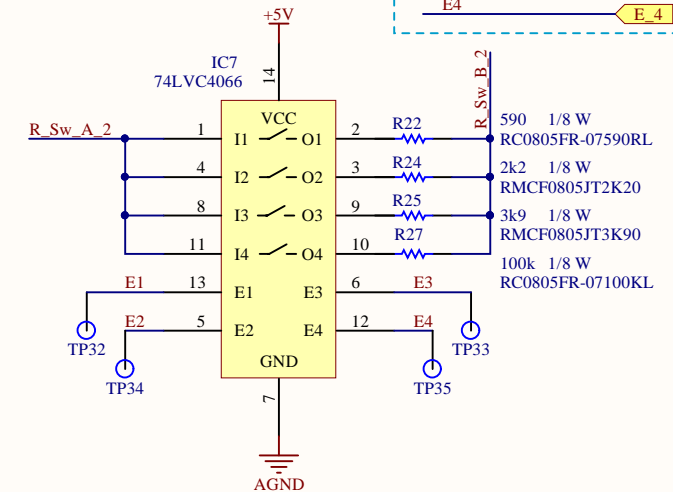 E4
E_4
+5V
IC7
74LVC4066
14
R_Sw_B_2
VCC
R_Sw_A_2
1
I1
O1
2
R22
590 1/8 W
RC0805FR-07590RL
4
I2
O2
3
R24
2k2 1/8 W
RMCF0805JT2K20
8
I3
O3
9
R25
3k9 1/8 W
RMCF0805JT3K90
11
I4
O4
10
R27
100k 1/8 W
RC0805FR-07100KL
E1
13
E1
E3
6
E3
E2
5
E2
E4
12
E4
TP32
TP33
GND
TP34
TP35
7
AGND